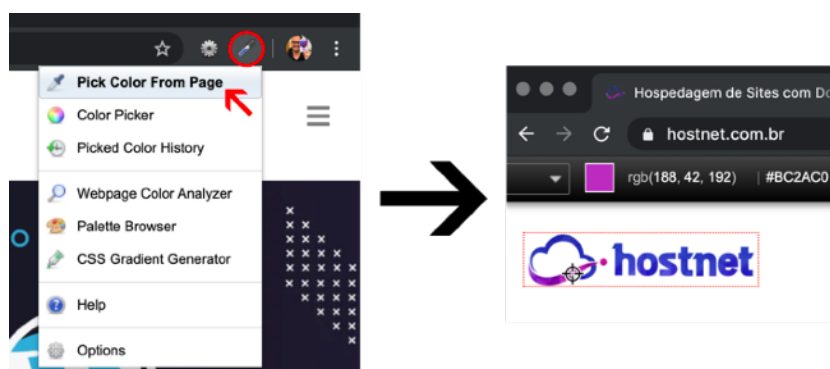 Pick Color From Page
Color Picker
Picked Color History
Webpage Color Analyzer
Palette Browser
CSS Gradient Generator
Help
Options
Hospedagem de Sites com Do
hostnet.com.br
rgb(188, 42, 192) | #BC2AC0
hostnet